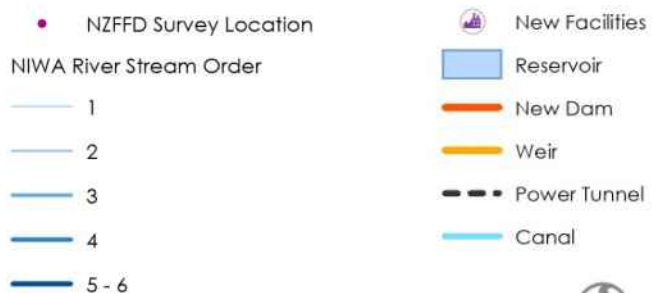 NZFFD Survey Location
NIWA River Stream Order
1
2
3
4
5 - 6
New Facilities
Reservoir
New Dam
Weir
Power Tunnel
Canal